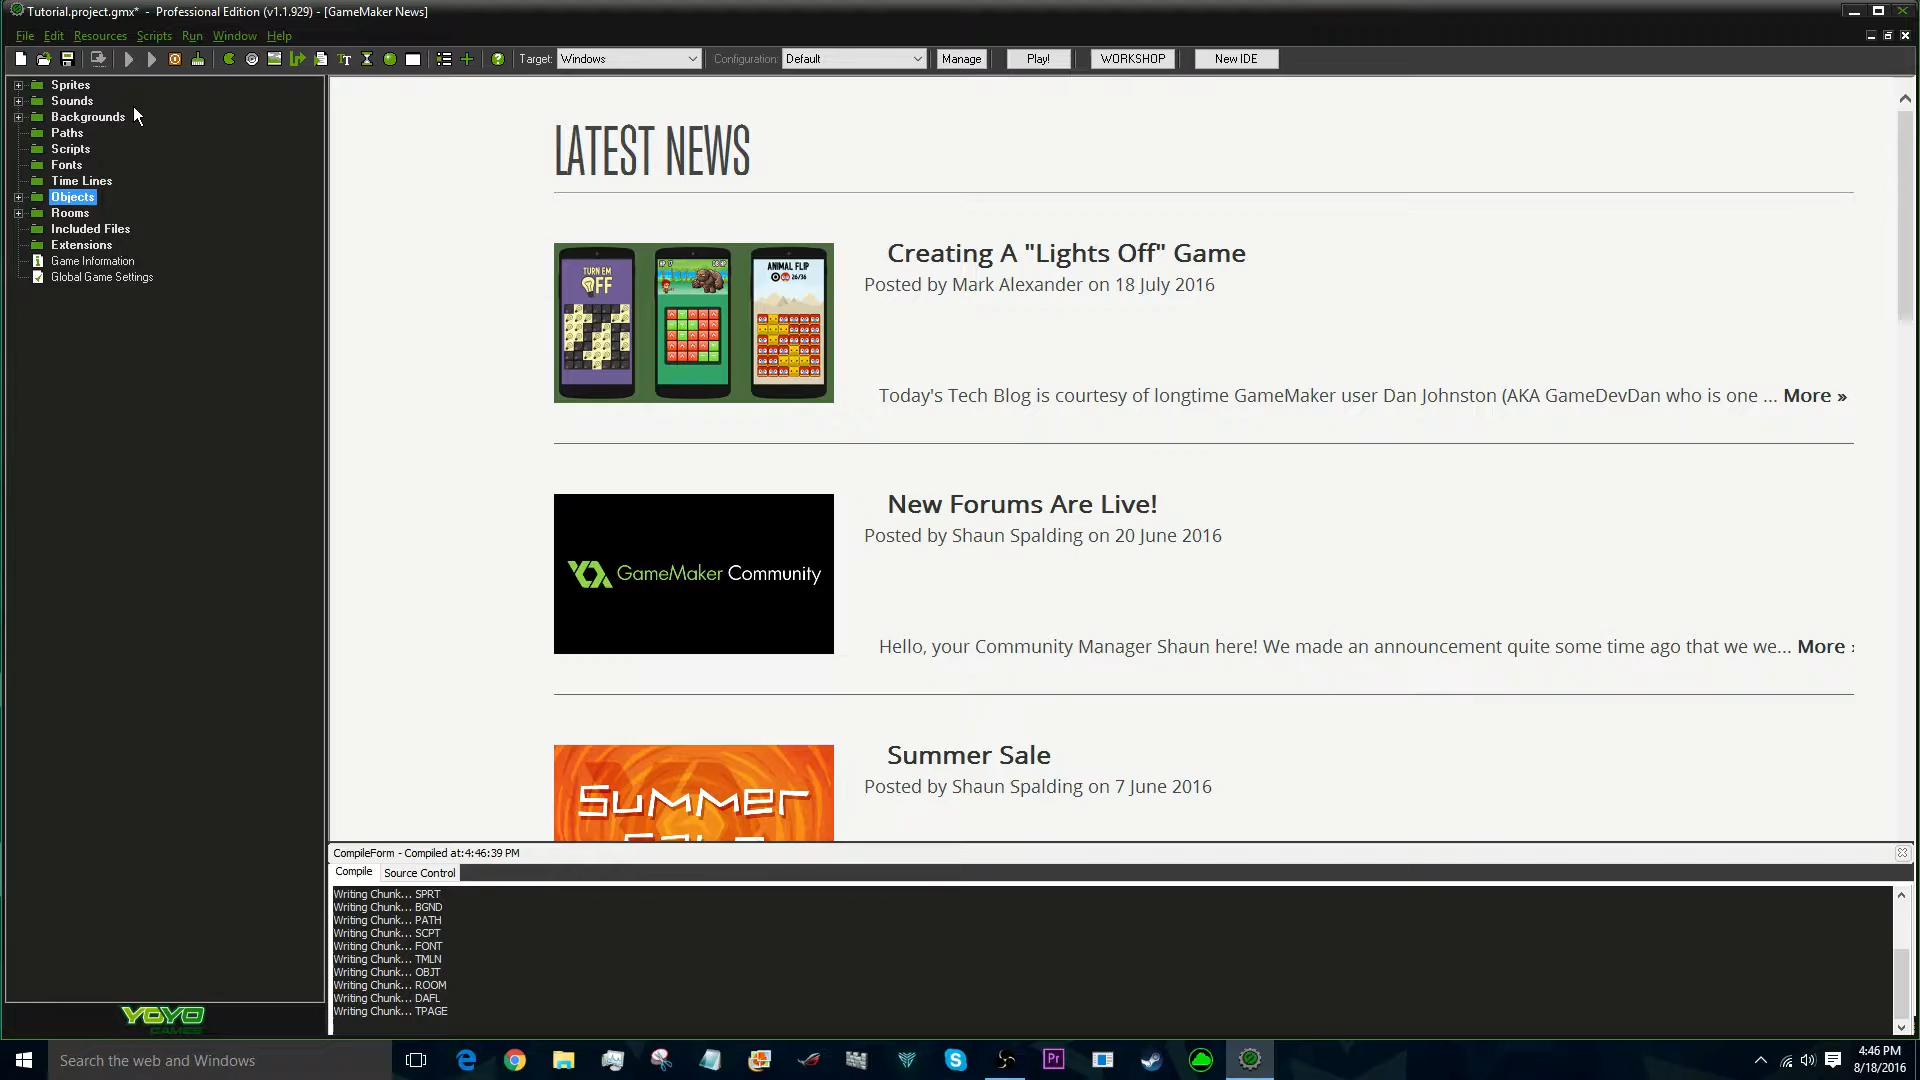 Tutorial.project.gmx* - Professional Edition (v1.1.929) - [GameMaker News]
File Edit Resources Scripts Run Window Help
Target: Windows Configuration: Default Manage Play! WORKSHOP New IDE
Sprites
Sounds
Backgrounds
Paths
Scripts
Fonts
Time Lines
Objects
Rooms
Included Files
Extensions
Game Information
Global Game Settings
YOYO
GAMES
LATEST NEWS
TURN EM
OFF
ANIMAL FLIP
26/36
Creating A "Lights Off" Game
Posted by Mark Alexander on 18 July 2016
Today's Tech Blog is courtesy of longtime GameMaker user Dan Johnston (AKA GameDevDan who is one ... More »
GameMaker Community
New Forums Are Live!
Posted by Shaun Spalding on 20 June 2016
Hello, your Community Manager Shaun here! We made an announcement quite some time ago that we we... More
SUMMER
Summer Sale
Posted by Shaun Spalding on 7 June 2016
CompileForm - Compiled at:4:46:39 PM
Compile Source Control
Writing Chunk... SPRT
Writing Chunk... BGND
Writing Chunk... PATH
Writing Chunk... SCPT
Writing Chunk... FONT
Writing Chunk... TMLN
Writing Chunk... OBJT
Writing Chunk... ROOM
Writing Chunk... DAFL
Writing Chunk... TPAGE
Search the web and Windows
Pr
4:46 PM
8/18/2016